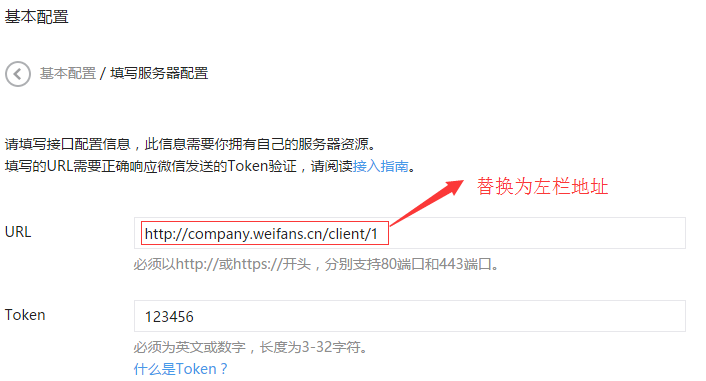 基本配置
基本配置 / 填写服务器配置
请填写接口配置信息，此信息需要你拥有自己的服务器资源。
填写的URL需要正确响应微信发送的Token验证，请阅读接入指南。
替换为左栏地址
URL
http://company.weifans.cn/client/1
必须以http://或https://开头，分别支持80端口和443端口。
Token
123456
必须为英文或数字，长度为3-32字符。
什么是Token？